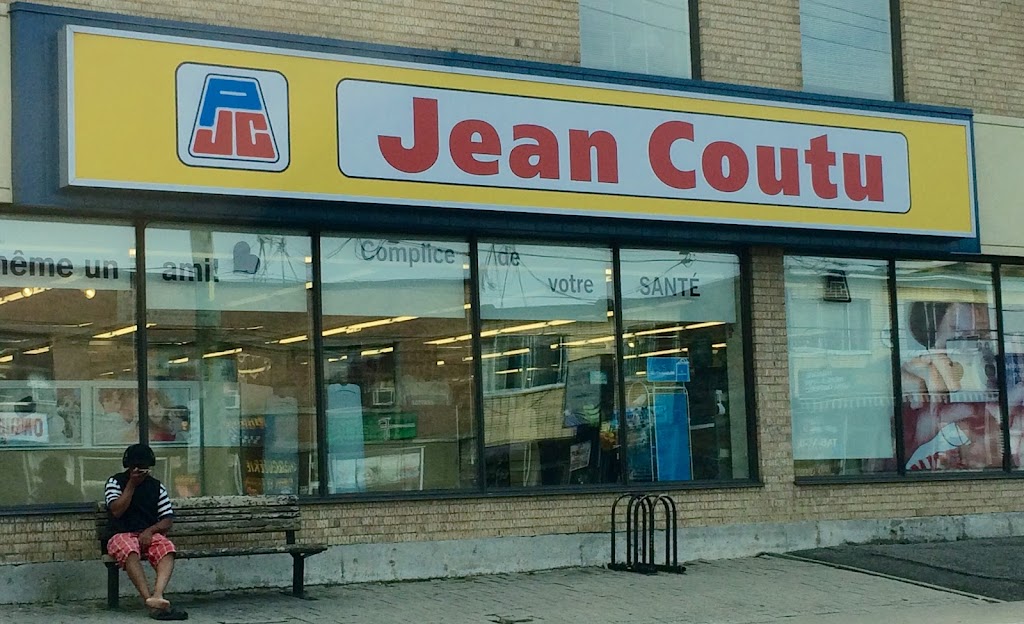 PJC
Jean Coutu
même un ami!
Complice de
votre SANTÉ